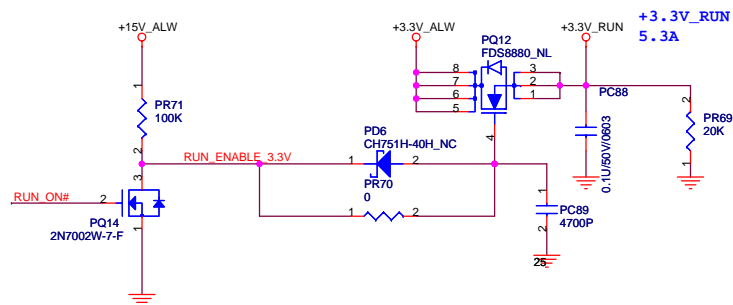 +15V_ALW
+3.3V_ALW
+3.3V_RUN
+3.3V_RUN
5.3A
PQ12
FDS8880_NL
8
7
6
5
3
2
1
4
PC88
0.1U/50V/0603
2
PR69
20K
1
1
PR71
100K
2
RUN_ENABLE_3.3V
PD6
CH751H-40H_NC
1
2
PR70
0
1
2
RUN_ON#
2
3
1
PQ14
2N7002W-7-F
1
PC89
4700P
2
25